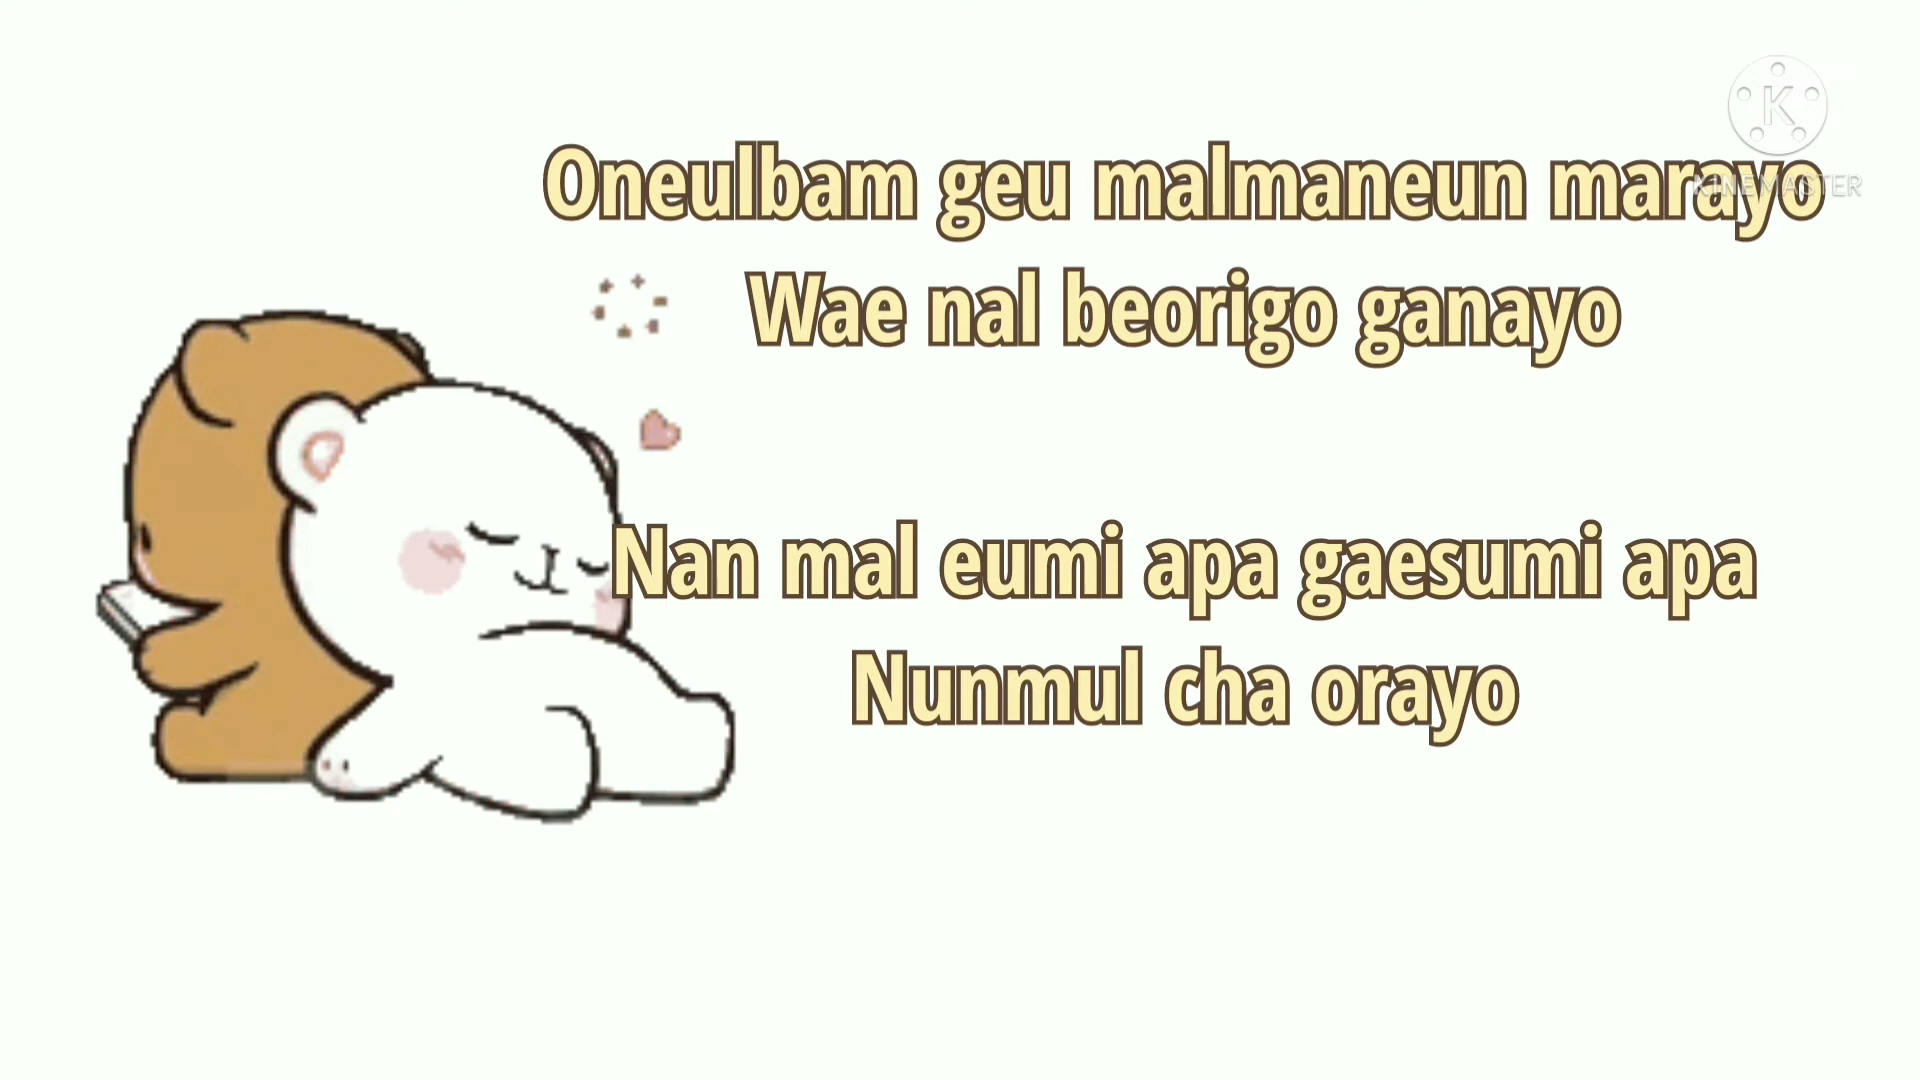 K
KINEMASTER
Oneulbam geu malmaneun marayo
Wae nal beorigo ganayo
Nan mal eumi apa gaesumi apa
Nunmul cha orayo